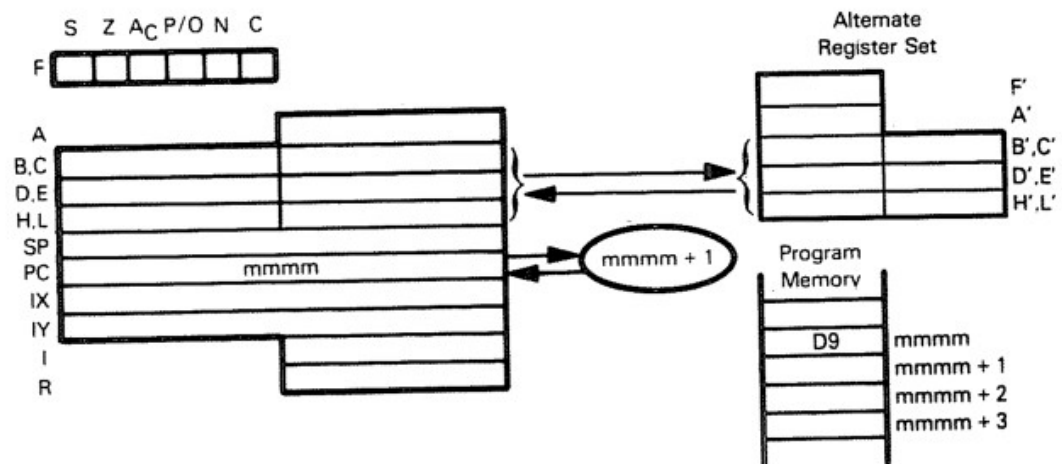 S Z AC P/O N C
F
A
B,C
D,E
H,L
SP
PC mmmm
IX
IY
I
R
mmmm + 1
Alternate
Register Set
F'
A'
B',C'
D',E'
H',L'
Program
Memory
D9 mmmm
mmmm + 1
mmmm + 2
mmmm + 3